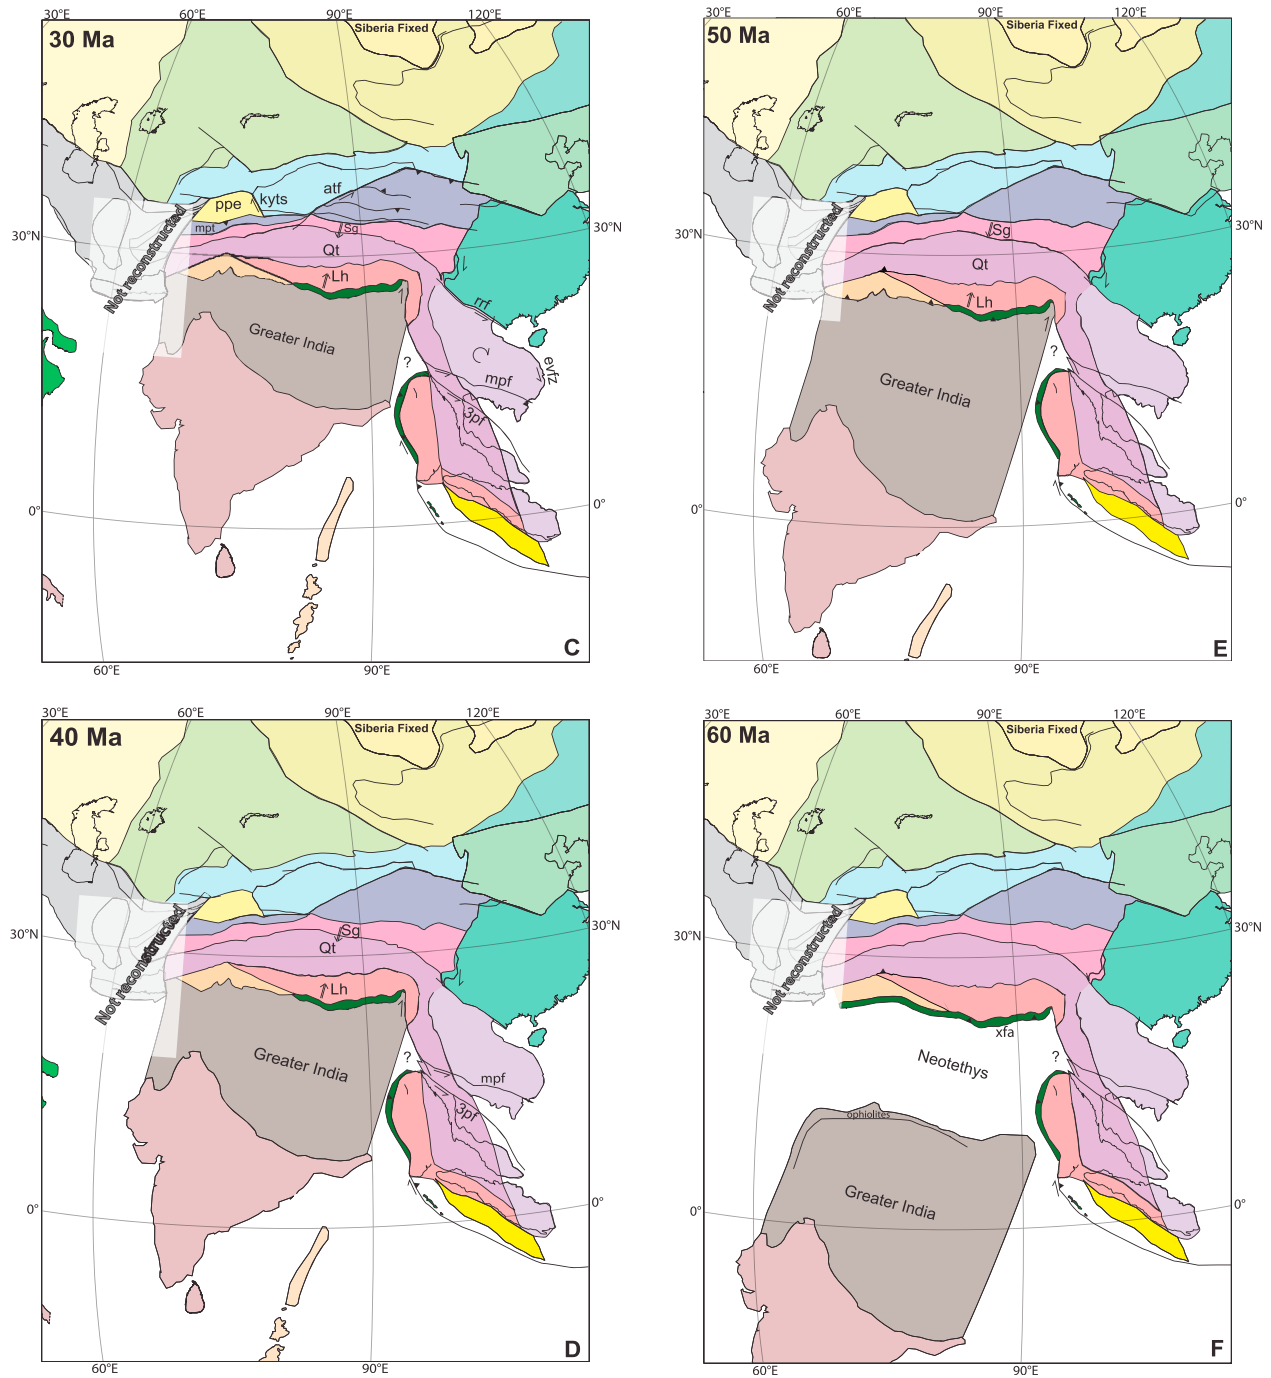 30°E 60°E 90°E 120°E
30 Ma
Siberia Fixed
ppe kyts atf
mpt Sg
30°N 30°N
Not reconstructed
Qt
Lh
rrf
Greater India
?
mpf evfz
3pf
0° 0°
C
60°E 90°E
30°E 60°E 90°E 120°E
50 Ma
Siberia Fixed
30°N 30°N
Not reconstructed
Sg
Qt
Lh
?
Greater India
0° 0°
E
60°E 90°E
30°E 60°E 90°E 120°E
40 Ma
Siberia Fixed
30°N 30°N
Not reconstructed
Sg
Qt
Lh
Greater India
?
mpf
3pf
0° 0°
D
60°E 90°E
30°E 60°E 90°E 120°E
60 Ma
Siberia Fixed
30°N 30°N
Not reconstructed
xfa
Neotethys
?
ophiolites
Greater India
0° 0°
F
60°E 90°E